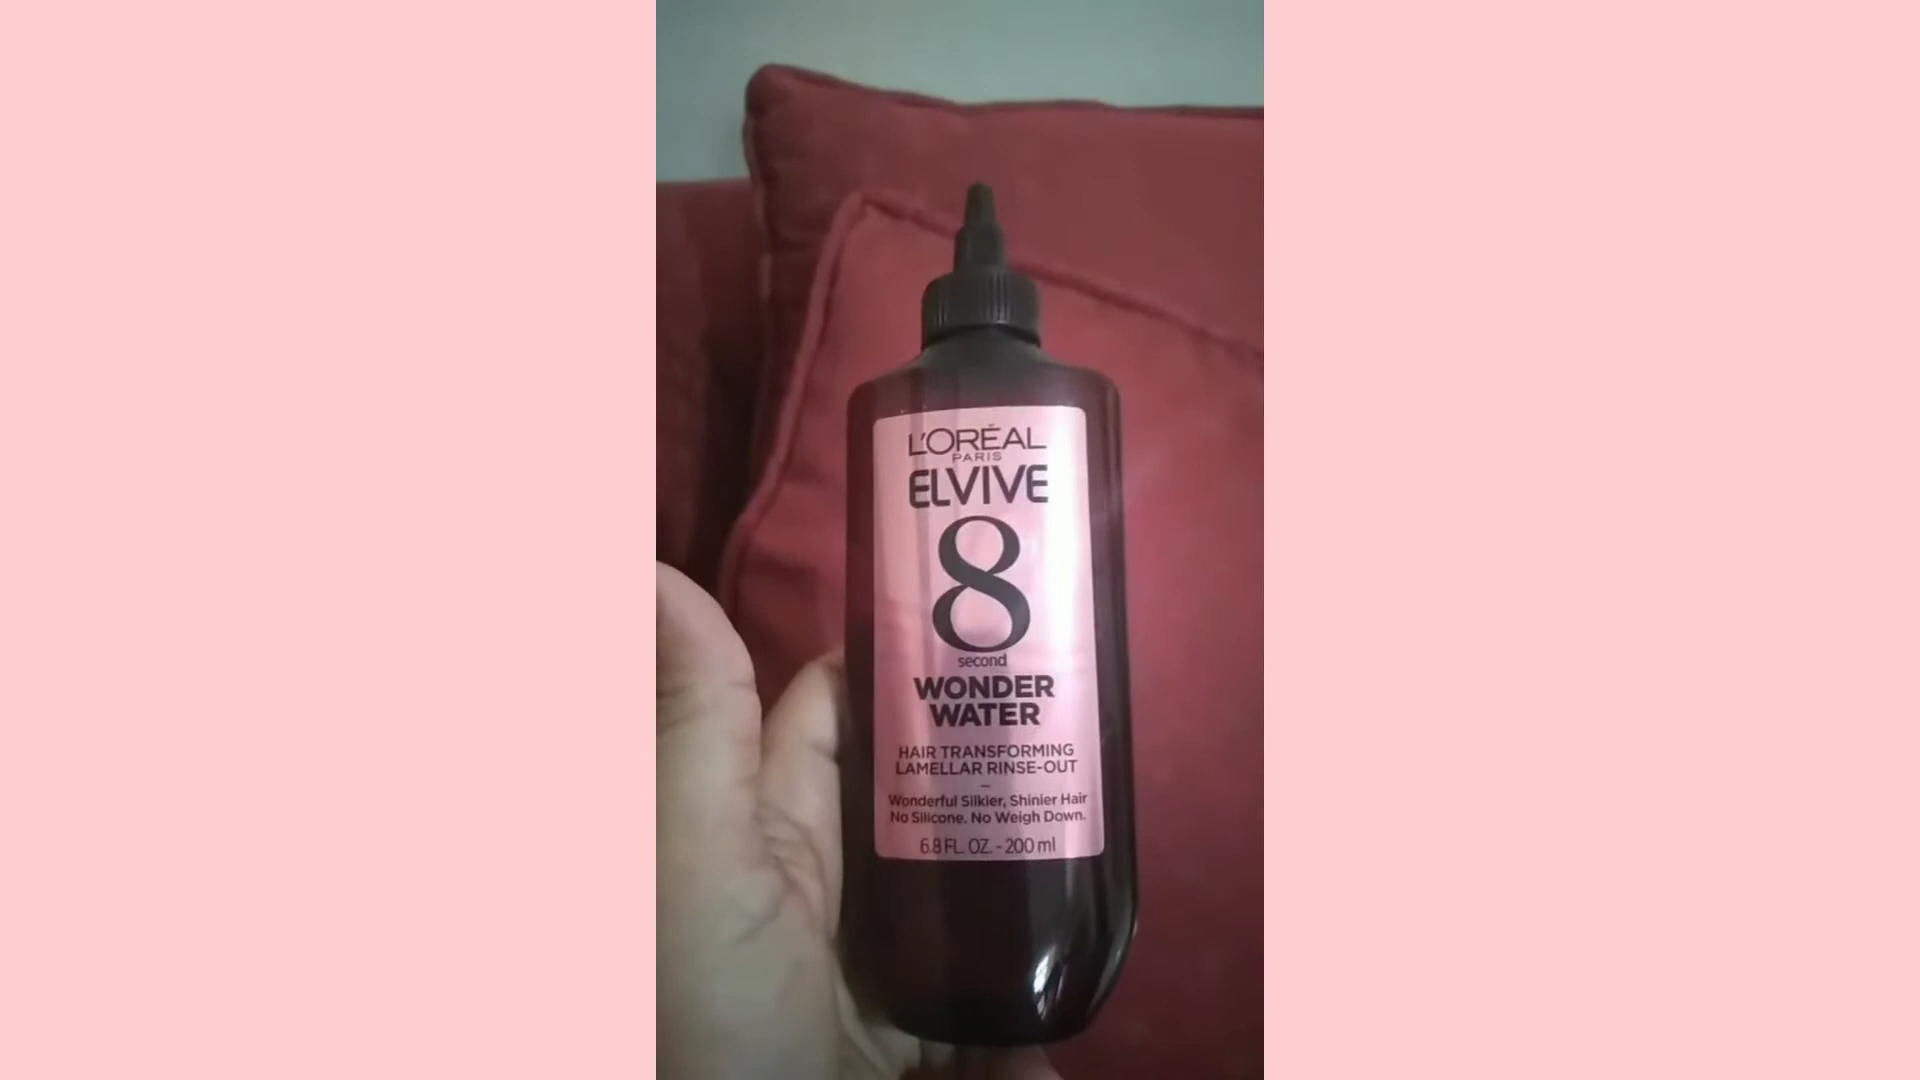 L'ORÉAL
PARIS
ELVIVE
8
second
WONDER
WATER
HAIR TRANSFORMING
LAMELLAR RINSE-OUT
–
Wonderful Silkier, Shinier Hair
No Silicone. No Weigh Down.
6.8 FL. OZ. - 200 ml